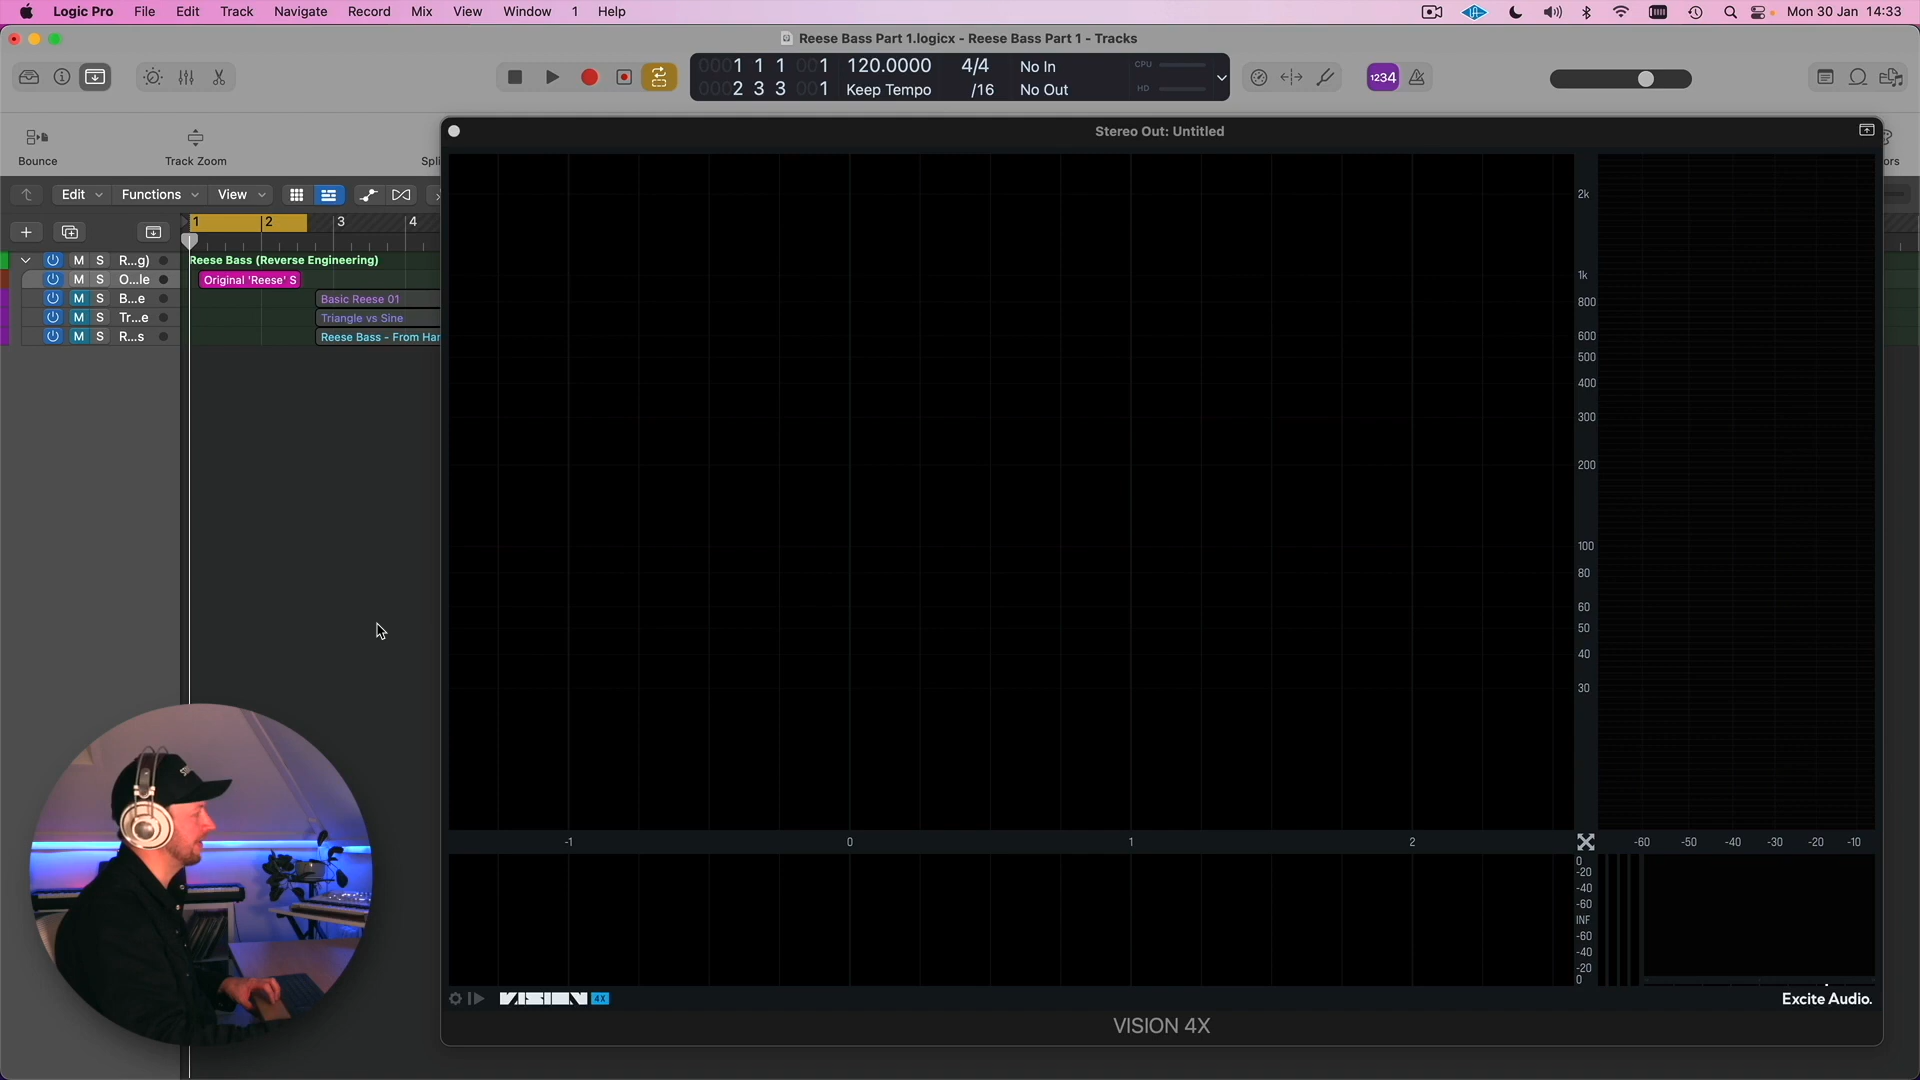 Logic Pro File Edit Track Navigate Record Mix View Window 1 Help Mon 30 Jan 14:33
Reese Bass Part 1.logicx - Reese Bass Part 1 - Tracks
0001 1 1 001 120.0000 4/4 No In CPU
0002 3 3 001 Keep Tempo /16 No Out HD
1234
Bounce Track Zoom Spli ors
Stereo Out: Untitled
Edit Functions View
1 2 3 4
M S R...g) Reese Bass (Reverse Engineering)
M S O...le Original 'Reese' S
M S B...e Basic Reese 01
M S Tr...e Triangle vs Sine
M S R...s Reese Bass - From Har
2k
1k
800
600
500
400
300
200
100
80
60
50
40
30
-1 0 1 2 -60 -50 -40 -30 -20 -10
0
-20
-40
-60
INF
-60
-40
-20
0
VISION 4X Excite Audio.
VISION 4X